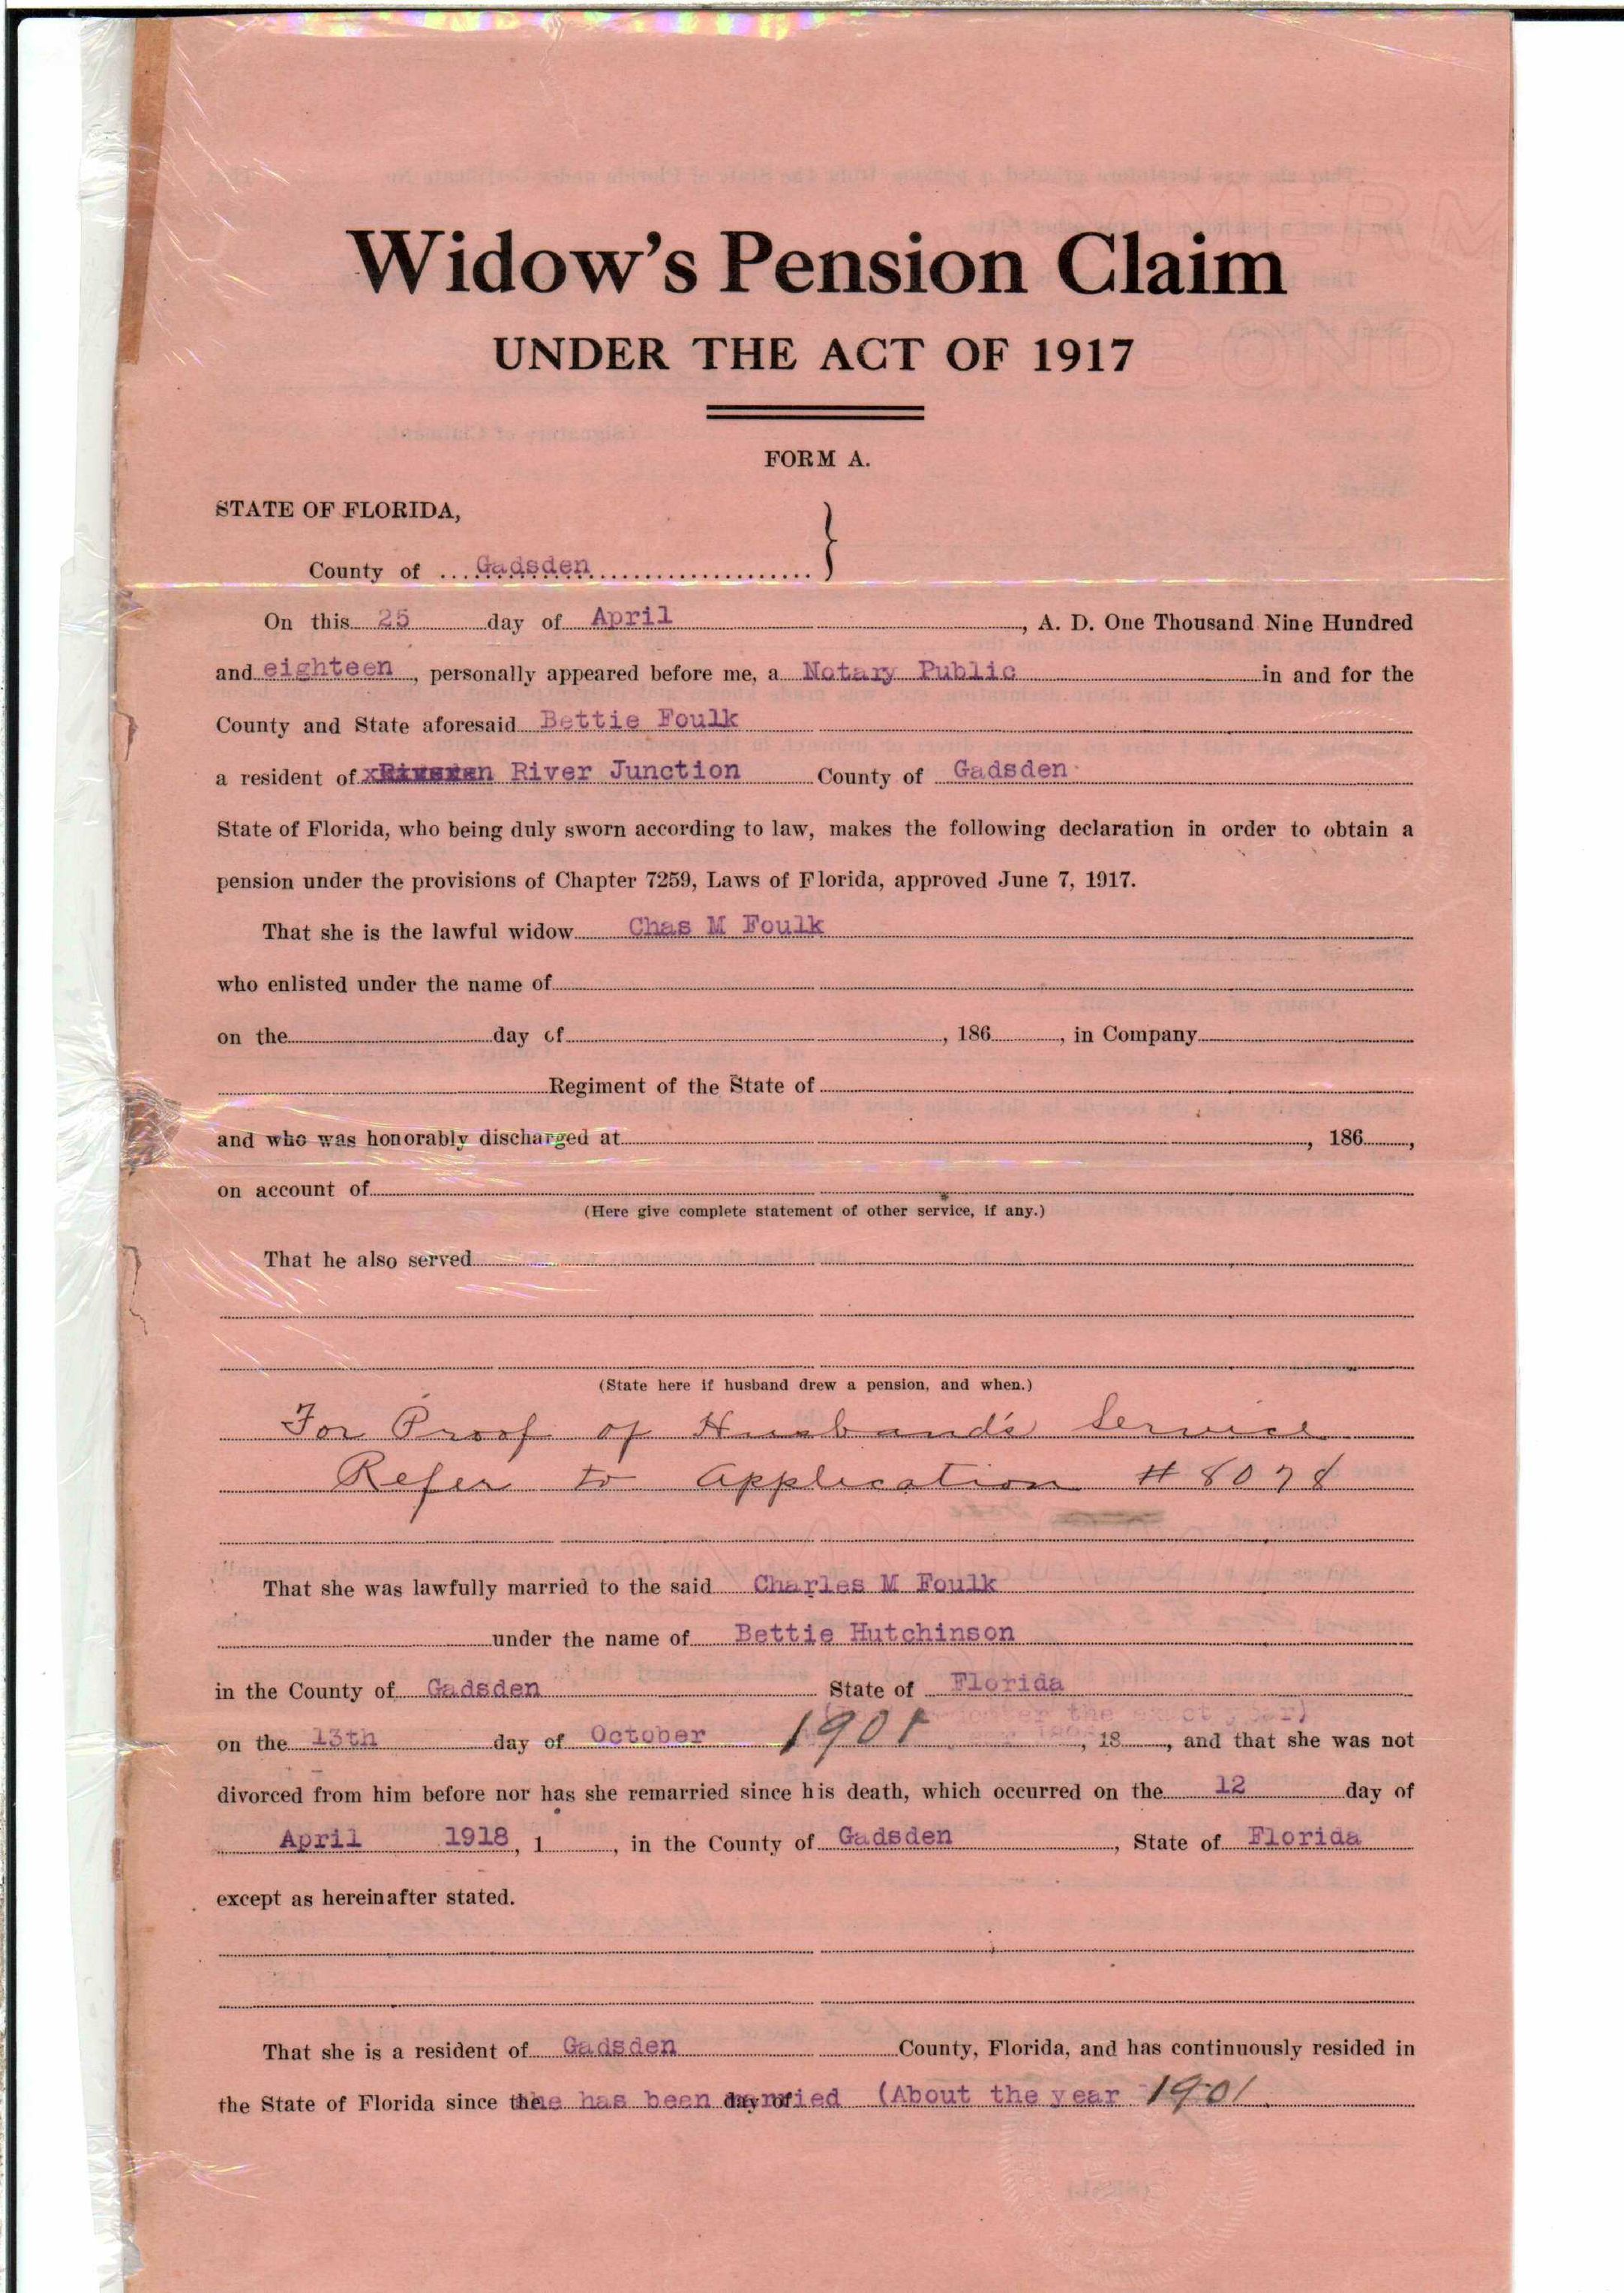 Widow's Pension Claim
UNDER THE ACT OF 1917
FORM A.
STATE OF FLORIDA,
County of Gadsden
On this 25 day of April, A. D. One Thousand Nine Hundred
and eighteen, personally appeared before me, a Notary Public in and for the
County and State aforesaid Bettie Foulk
a resident of River Junction County of Gadsden
State of Florida, who being duly sworn according to law, makes the following declaration in order to obtain a
pension under the provisions of Chapter 7259, Laws of Florida, approved June 7, 1917.
That she is the lawful widow Chas M Foulk
who enlisted under the name of
on the day of , 186 , in Company
Regiment of the State of
and who was honorably discharged at , 186 ,
on account of
(Here give complete statement of other service, if any.)
That he also served
(State here if husband drew a pension, and when.)
For Proof of Husband's Service
Refer to Application # 8078
That she was lawfully married to the said Charles M Foulk
under the name of Bettie Hutchinson
in the County of Gadsden State of Florida
the exact
on the 13th day of October 1901 , 18 , and that she was not
divorced from him before nor has she remarried since his death, which occurred on the 12 day of
April 1918, 1 , in the County of Gadsden , State of Florida
except as hereinafter stated.
That she is a resident of Gadsden County, Florida, and has continuously resided in
the State of Florida since the she has been married day of (About the year 1901